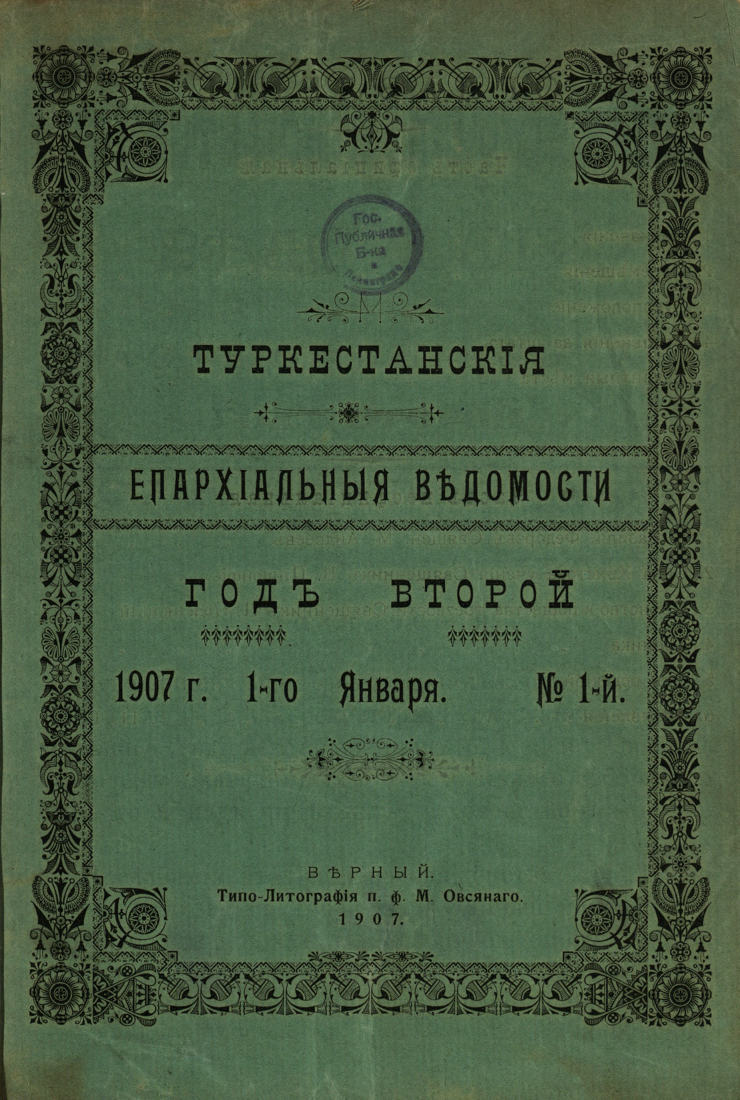 Гос.
Публичная
Б-ка
Ленинград
ТУРКЕСТАНСКІЯ
ЕПАРХІАЛЬНЫЯ ВѢДОМОСТИ
ГОДЪ ВТОРОЙ
1907 г. 1-го Января. № 1-й.
ВѢРНЫЙ.
Типо-Литографія п. ф. М. Овсянаго.
1907.